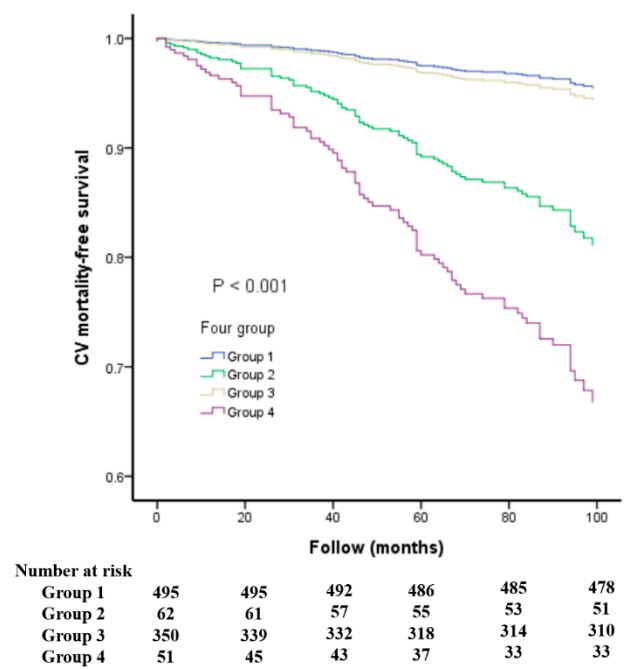 CV mortality-free survival
1.0
0.9
0.8
0.7
0.6
P < 0.001
Four group
Group 1
Group 2
Group 3
Group 4
0 20 40 60 80 100
Follow (months)
Number at risk
Group 1 495 495 492 486 485 478
Group 2 62 61 57 55 53 51
Group 3 350 339 332 318 314 310
Group 4 51 45 43 37 33 33